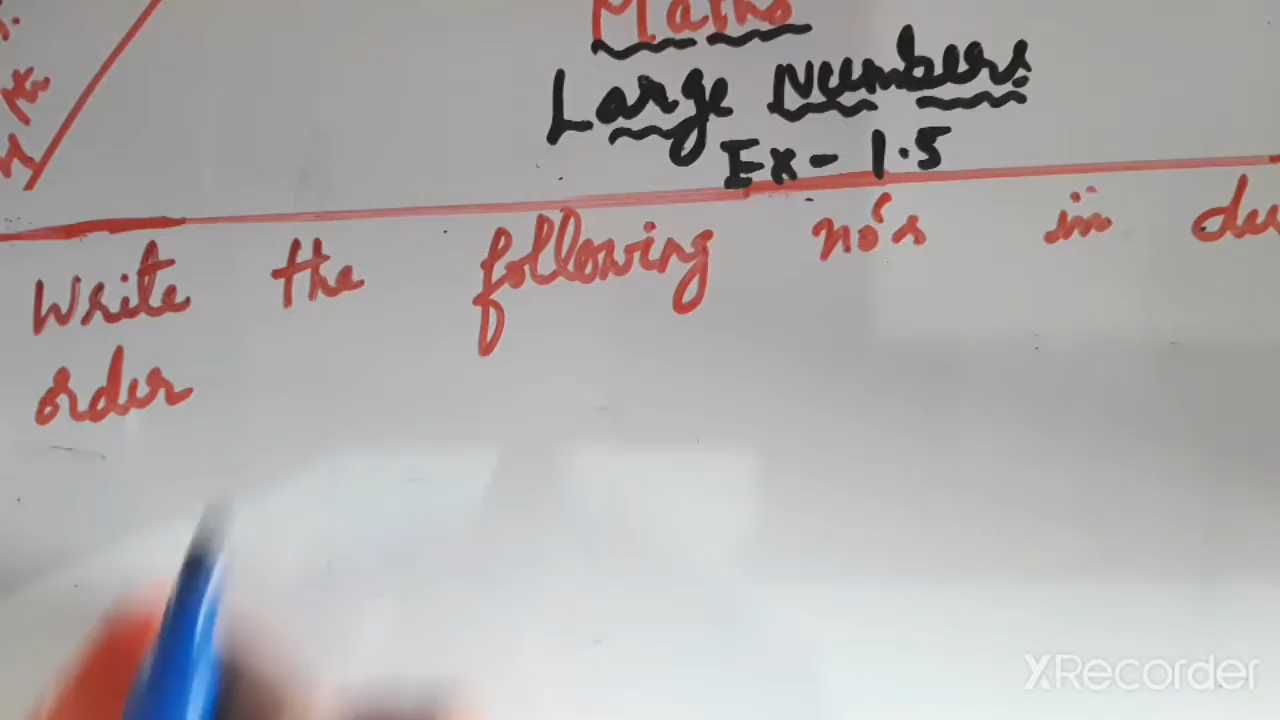 Maths
Large Numbers
Ex - 1.5
Write the following no's in
order
XRecorder